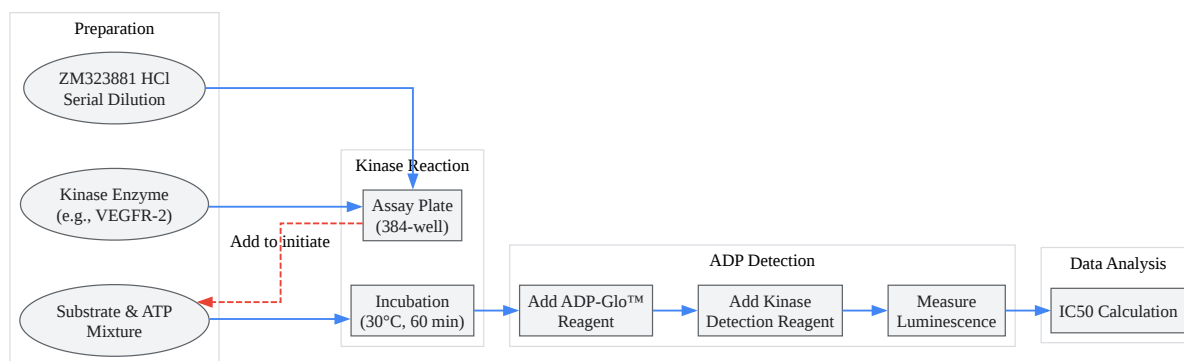 Preparation
ZM323881 HCl
Serial Dilution
Kinase Enzyme
(e.g., VEGFR-2)
Substrate & ATP
Mixture
Add to initiate
Kinase Reaction
Assay Plate
(384-well)
Incubation
(30°C, 60 min)
ADP Detection
Add ADP-Glo™
Reagent
Add Kinase
Detection Reagent
Measure
Luminescence
Data Analysis
IC50 Calculation